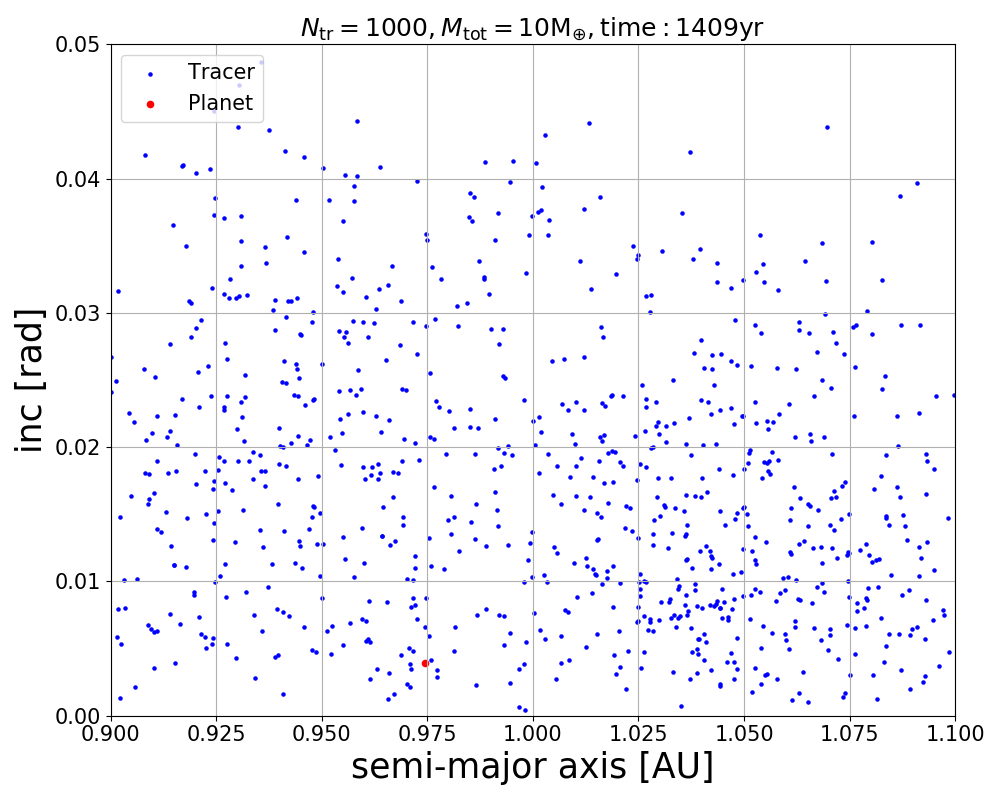 N_tr = 1000, M_tot = 10M_⊕, time : 1409yr
0.05
Tracer
Planet
0.04
0.03
inc [rad]
0.02
0.01
0.00
0.900 0.925 0.950 0.975 1.000 1.025 1.050 1.075 1.100
semi-major axis [AU]